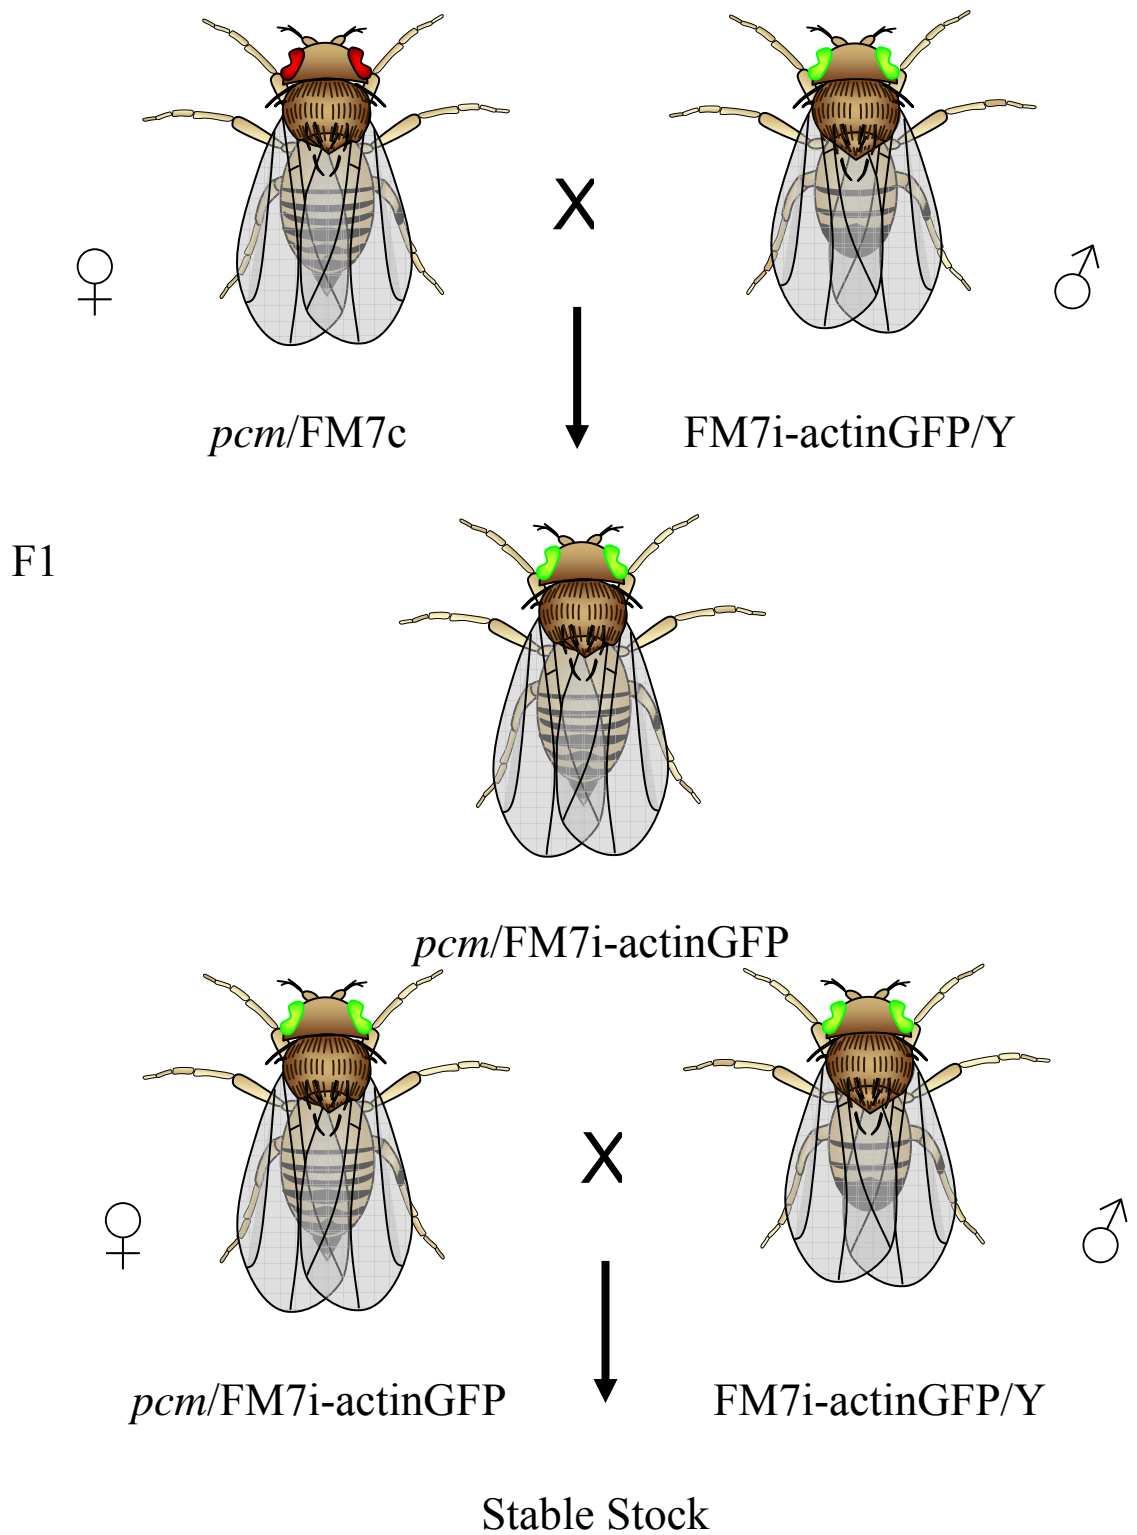 X
pcm/FM7c
FM7i-actinGFP/Y
F1
pcm/FM7i-actinGFP
X
pcm/FM7i-actinGFP
FM7i-actinGFP/Y
Stable Stock